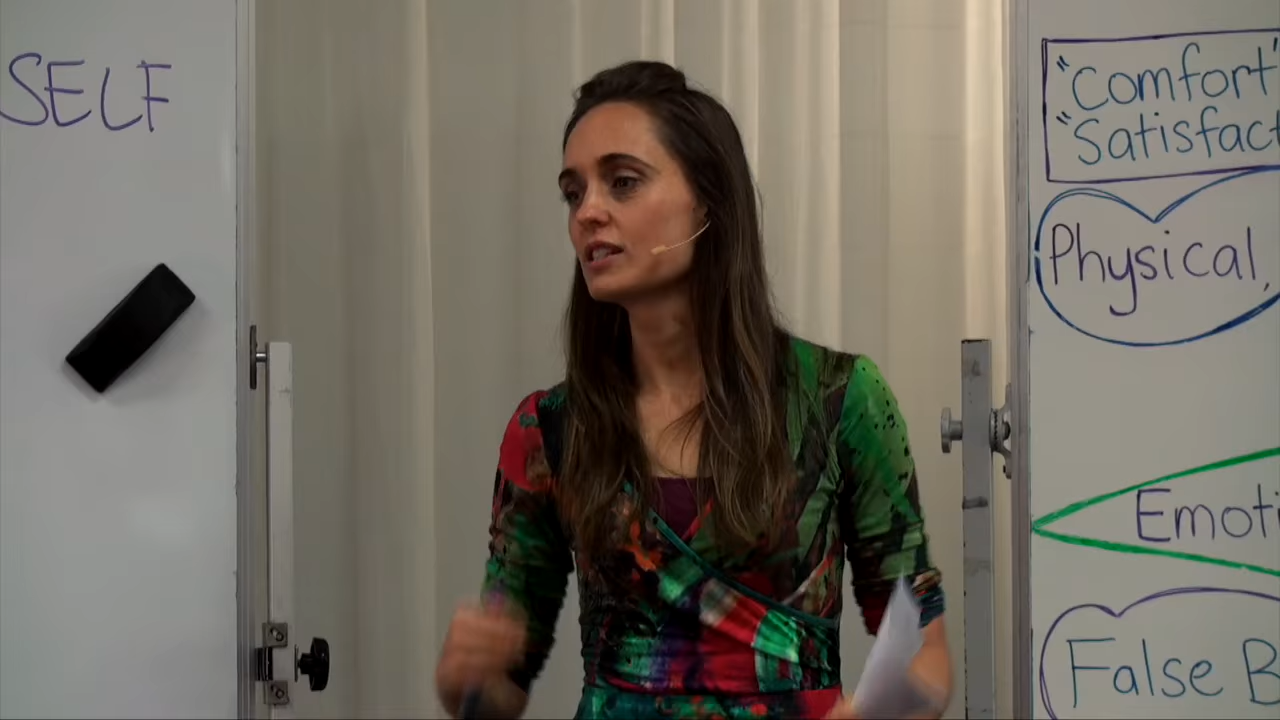 SELF
"Comfort"
"Satisfact
Physical,
Emoti
False B